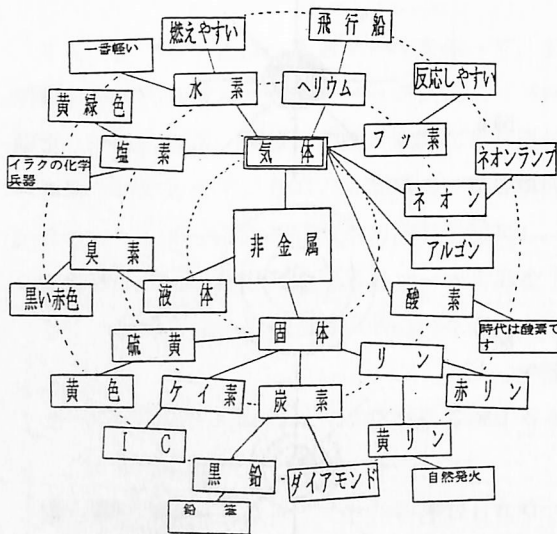 飛行船
燃えやすい
一番軽い
水素
ヘリウム
反応しやすい
黄緑色
塩素
気体
フッ素
ネオンランプ
イラクの化学
兵器
ネオン
非金属
臭素
アルゴン
黒い赤色
液体
酸素
時代は酸素で
す
硫黄
固体
リン
黄色
ケイ素
炭素
赤リン
IC
黄リン
黒鉛
ダイアモンド
自然発火
鉛筆